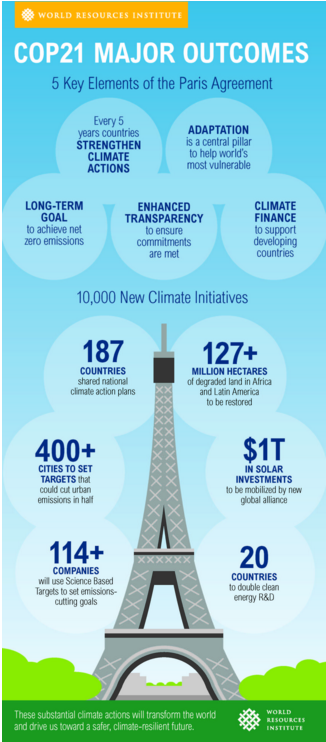 WORLD RESOURCES INSTITUTE
COP21 MAJOR OUTCOMES
5 Key Elements of the Paris Agreement
Every 5
years countries
STRENGTHEN
CLIMATE
ACTIONS
ADAPTATION
is a central pillar
to help world's
most vulnerable
LONG-TERM
GOAL
to achieve net
zero emissions
ENHANCED
TRANSPARENCY
to ensure
commitments
are met
CLIMATE
FINANCE
to support
developing
countries
10,000 New Climate Initiatives
187
COUNTRIES
shared national
climate action plans
127+
MILLION HECTARES
of degraded land in Africa
and Latin America
to be restored
400+
CITIES TO SET
TARGETS that
could cut urban
emissions in half
$1T
IN SOLAR
INVESTMENTS
to be mobilized by new
global alliance
114+
COMPANIES
will use Science Based
Targets to set emissions-
cutting goals
20
COUNTRIES
to double clean
energy R&D
These substantial climate actions will transform the world
and drive us toward a safer, climate-resilient future.
WORLD
RESOURCES
INSTITUTE